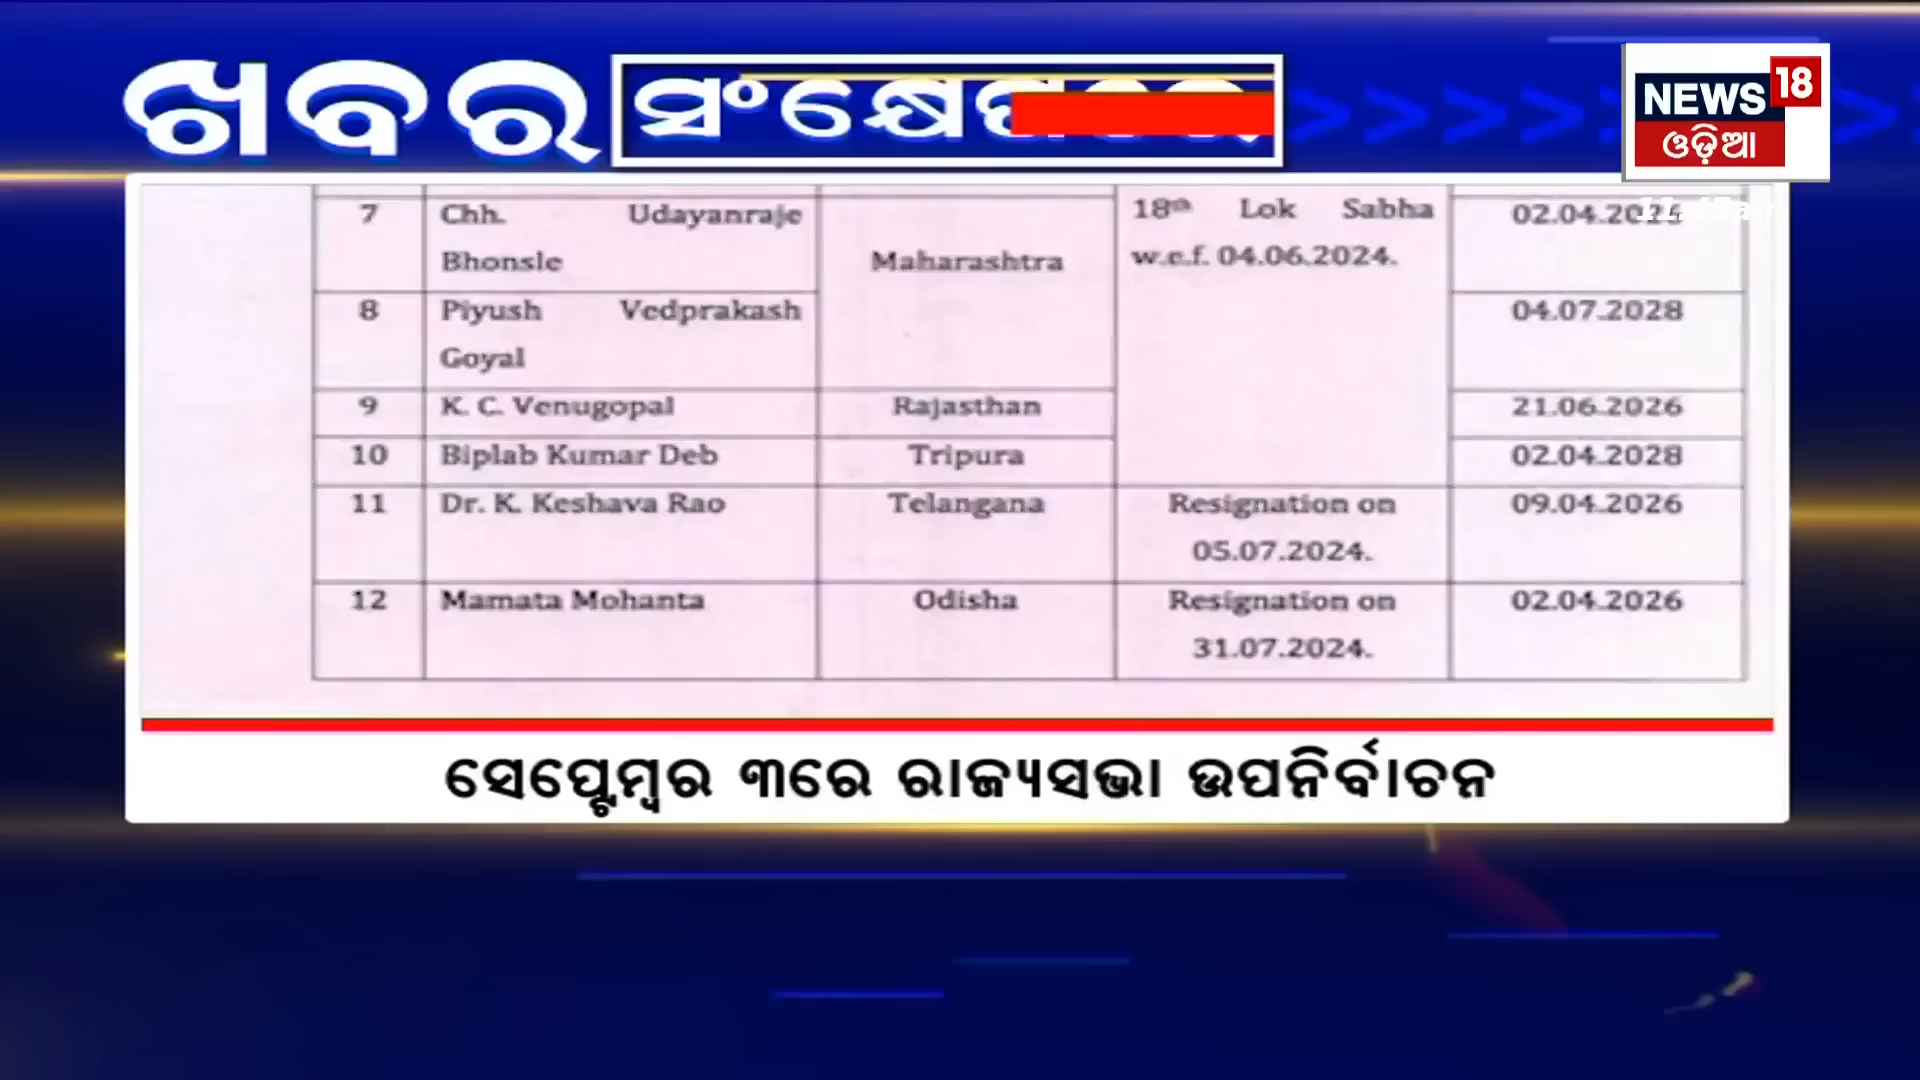 ଖବର ସଂକ୍ଷେପରେ
NEWS 18
ଓଡ଼ିଆ
7 Chh. Udayanraje Bhonsle Maharashtra 18th Lok Sabha w.e.f. 04.06.2024.
8 Piyush Vedprakash Goyal 04.07.2028
9 K. C. Venugopal Rajasthan 21.06.2026
10 Biplab Kumar Deb Tripura 02.04.2028
11 Dr. K. Keshava Rao Telangana Resignation on 05.07.2024. 09.04.2026
12 Mamata Mohanta Odisha Resignation on 31.07.2024. 02.04.2026
ସେପ୍ଟେମ୍ବର ୩ରେ ରାଜ୍ୟସଭା ଉପନିର୍ବାଚନ